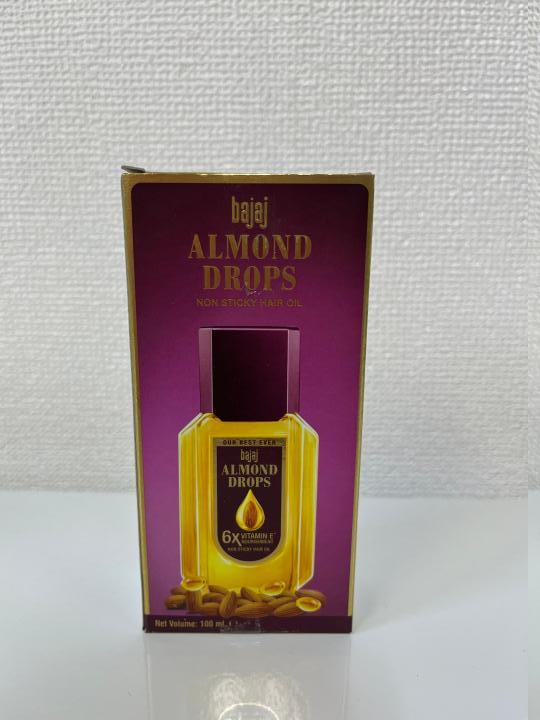 bajaj
ALMOND
DROPS
NON STICKY HAIR OIL
OUR BEST EVER
bajaj
ALMOND
DROPS
6X VITAMIN E
NOURISHMENT
NON STICKY HAIR OIL
Net Volume: 100 ml